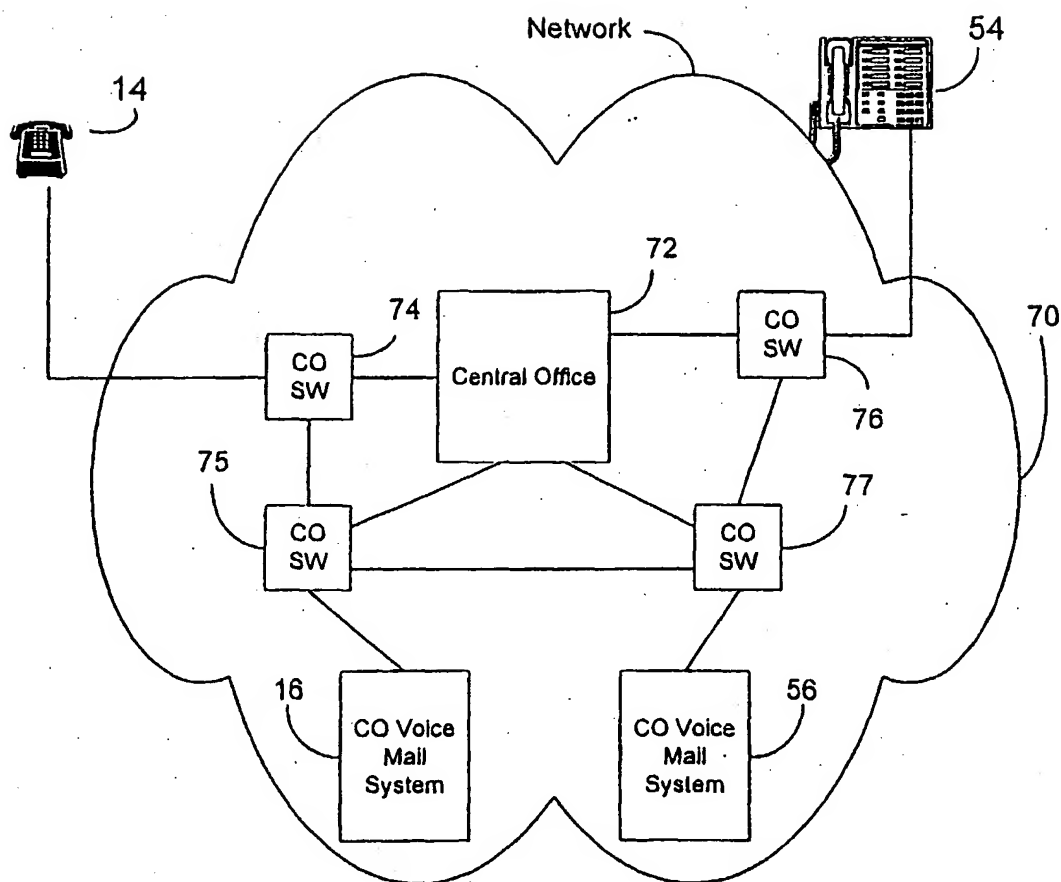 Network
54
14
72
74
CO
SW
70
CO
SW
Central Office
76
75
77
CO
SW
CO
SW
16
CO Voice
Mail
System
56
CO Voice
Mail
System